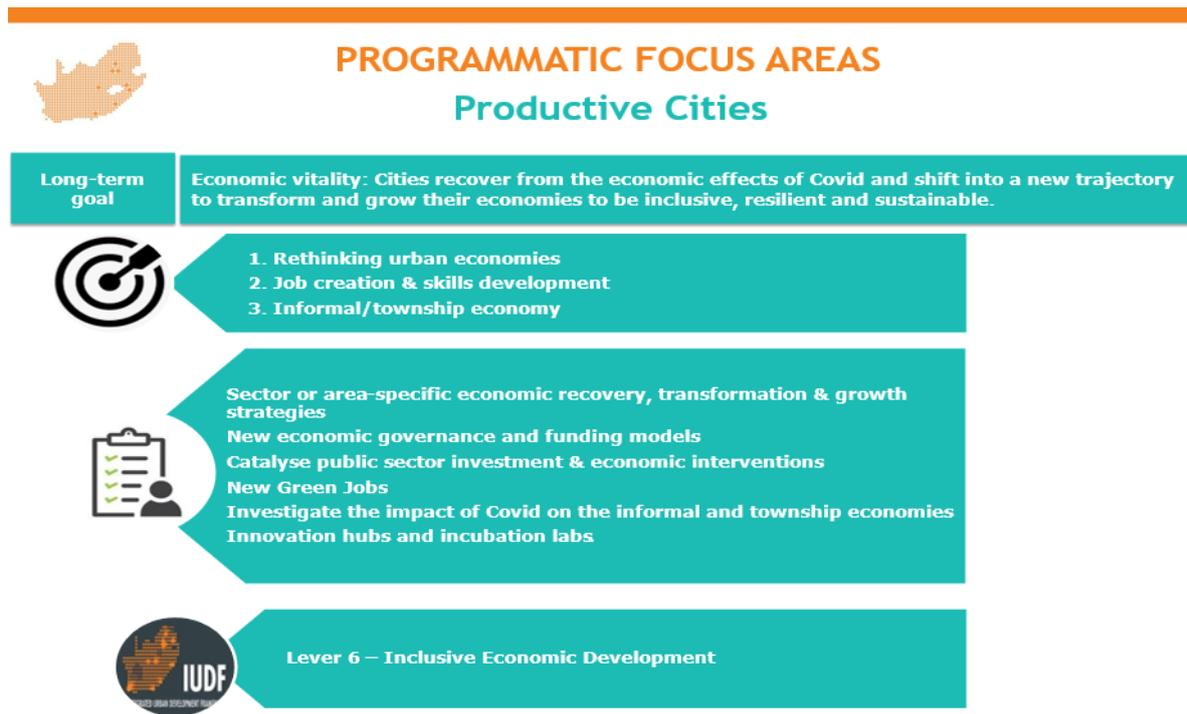 PROGRAMMATIC FOCUS AREAS
Productive Cities
Long-term
goal
Economic vitality: Cities recover from the economic effects of Covid and shift into a new trajectory
to transform and grow their economies to be inclusive, resilient and sustainable.
1. Rethinking urban economies
2. Job creation & skills development
3. Informal/township economy
Sector or area-specific economic recovery, transformation & growth
strategies
New economic governance and funding models
Catalyse public sector investment & economic interventions
New Green Jobs
Investigate the impact of Covid on the informal and township economies
Innovation hubs and incubation labs
Lever 6 – Inclusive Economic Development
IUDF
URBAN DEVELOPMENT